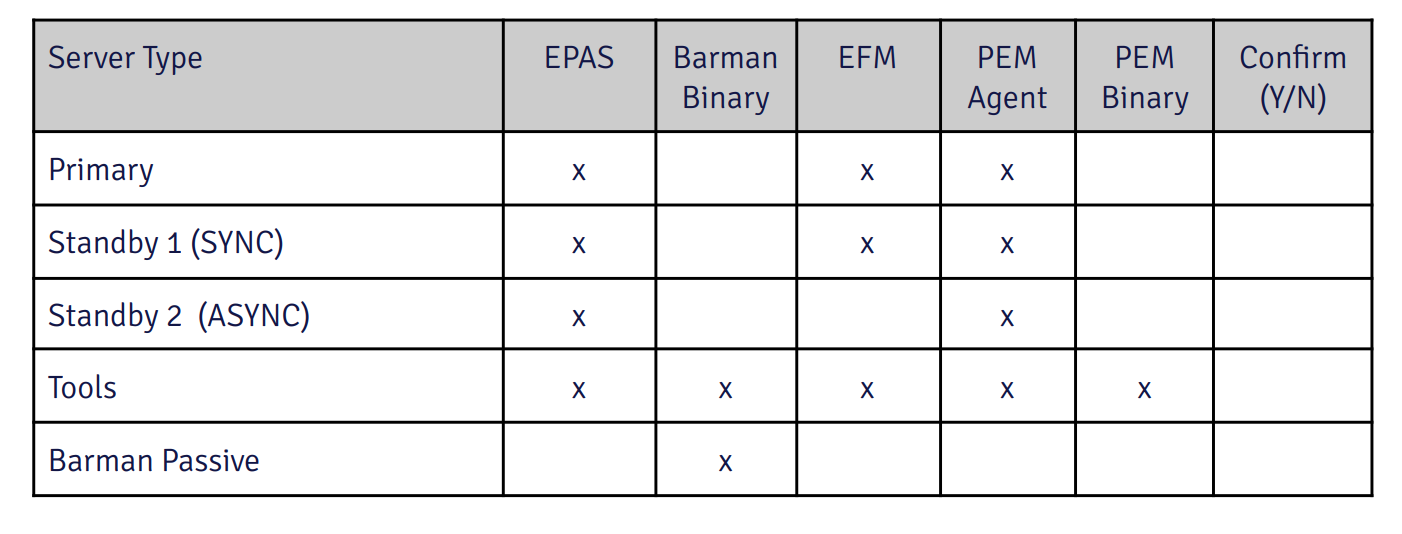 Server Type EPAS Barman Binary EFM PEM Agent PEM Binary Confirm (Y/N)
Primary x x x
Standby 1 (SYNC) x x x
Standby 2 (ASYNC) x x
Tools x x x x x
Barman Passive x